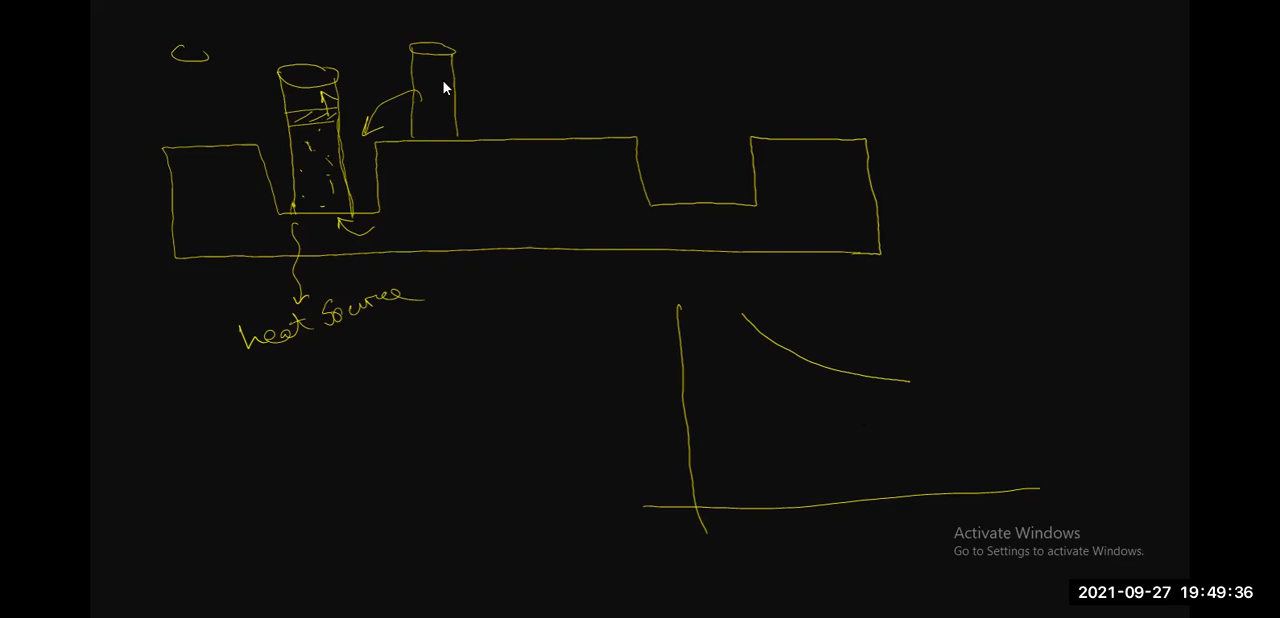 heat Source
Activate Windows
Go to Settings to activate Windows.
2021-09-27 19:49:36